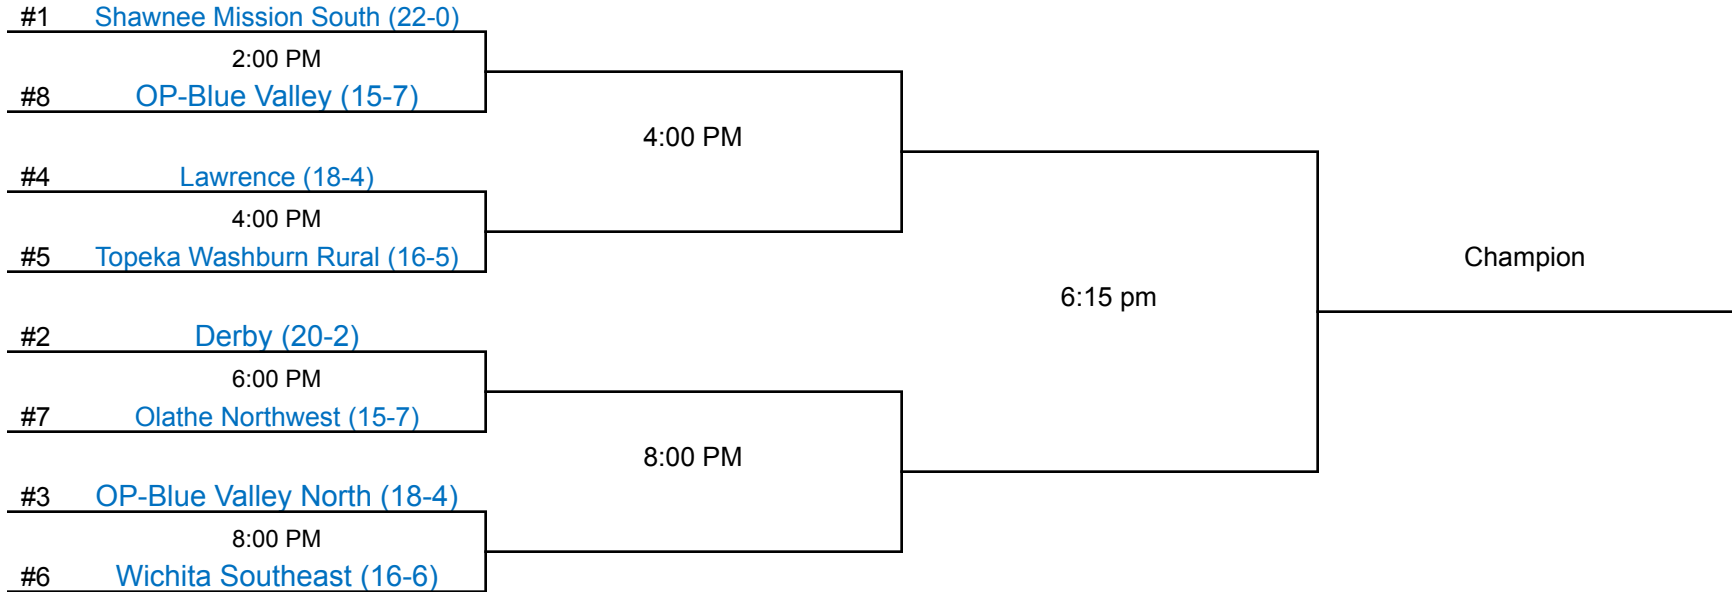 #1 Shawnee Mission South (22-0)
2:00 PM
#8 OP-Blue Valley (15-7)
4:00 PM
#4 Lawrence (18-4)
4:00 PM
#5 Topeka Washburn Rural (16-5)
Champion
6:15 pm
#2 Derby (20-2)
6:00 PM
#7 Olathe Northwest (15-7)
8:00 PM
#3 OP-Blue Valley North (18-4)
8:00 PM
#6 Wichita Southeast (16-6)